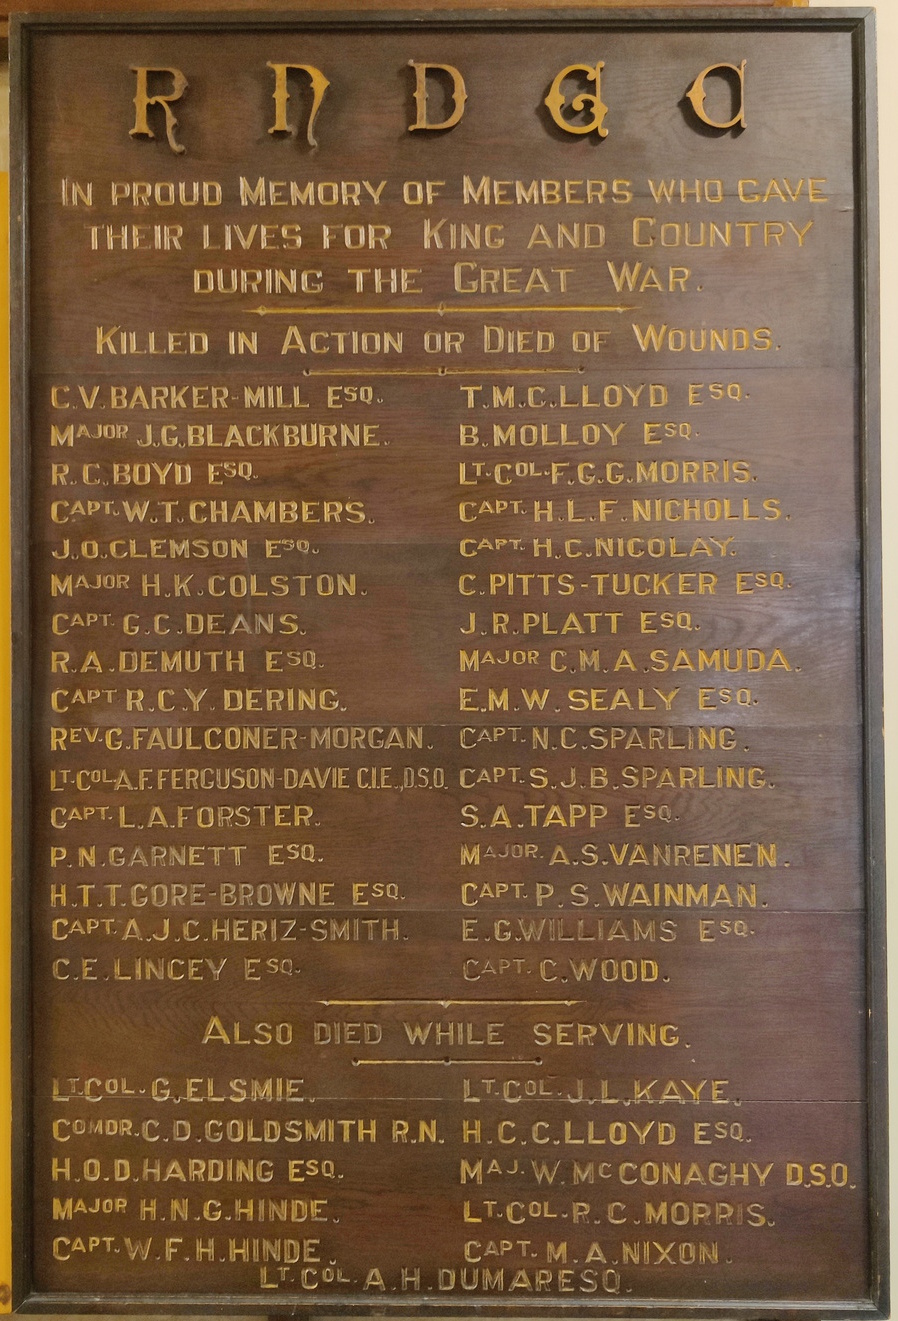 R N D G C
IN PROUD MEMORY OF MEMBERS WHO GAVE
THEIR LIVES FOR KING AND COUNTRY
DURING THE GREAT WAR.
KILLED IN ACTION OR DIED OF WOUNDS.
C.V. BARKER-MILL ESQ.
MAJOR J.G. BLACKBURNE.
R.C. BOYD ESQ.
CAPT. W.T. CHAMBERS.
J.O. CLEMSON ESQ.
MAJOR H.K. COLSTON.
CAPT. G.C. DEANS.
R.A. DEMUTH ESQ.
CAPT R.C.Y. DERING.
REV. G. FAULCONER-MORGAN.
LT. COL. A.F. FERGUSON-DAVIE C.I.E., D.S.O.
CAPT. L.A. FORSTER.
P.N. GARNETT ESQ.
H.T.T. GORE-BROWNE ESQ.
CAPT. A.J.C. HERIZ-SMITH.
C.E. LINCEY ESQ.
T.M.C. LLOYD ESQ.
B. MOLLOY ESQ.
LT. COL. F.G.G. MORRIS.
CAPT. H.L.F. NICHOLLS.
CAPT. H.C. NICOLAY.
C. PITTS-TUCKER ESQ.
J.R. PLATT ESQ.
MAJOR C.M.A. SAMUDA.
E.M.W. SEALY ESQ.
CAPT. N.C. SPARLING.
CAPT. S.J.B. SPARLING.
S.A. TAPP ESQ.
MAJOR. A.S. VANRENEN.
CAPT. P.S. WAINMAN.
E.G. WILLIAMS ESQ.
CAPT. C. WOOD.
ALSO DIED WHILE SERVING.
LT. COL. G. ELSMIE.
COMDR. C.D. GOLDSMITH R.N.
H.O.D. HARDING ESQ.
MAJOR H.N.G. HINDE.
CAPT. W.F.H. HINDE.
LT. COL. J.L. KAYE.
H.C.C. LLOYD ESQ.
MAJ. W. McCONAGHY D.S.O.
LT. COL. R.C. MORRIS.
CAPT. M.A. NIXON.
LT. COL. A.H. DUMARESQ.